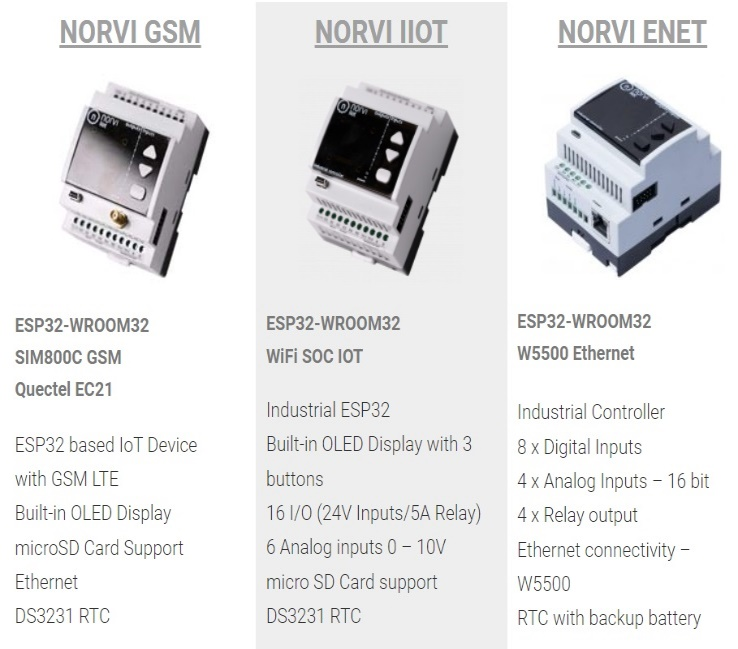 NORVI GSM
ESP32-WROOM32
SIM800C GSM
Quectel EC21
ESP32 based IoT Device
with GSM LTE
Built-in OLED Display
microSD Card Support
Ethernet
DS3231 RTC
NORVI IIOT
ESP32-WROOM32
WiFi SOC IOT
Industrial ESP32
Built-in OLED Display with 3
buttons
16 I/O (24V Inputs/5A Relay)
6 Analog inputs 0 – 10V
micro SD Card support
DS3231 RTC
NORVI ENET
ESP32-WROOM32
W5500 Ethernet
Industrial Controller
8 x Digital Inputs
4 x Analog Inputs – 16 bit
4 x Relay output
Ethernet connectivity –
W5500
RTC with backup battery
norvi
norvi
norvi